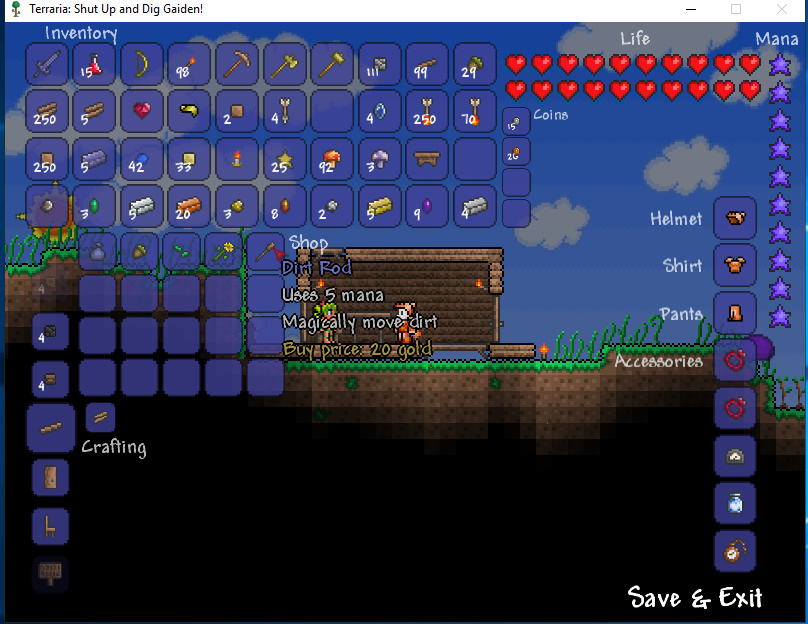 Terraria: Shut Up and Dig Gaiden!
Inventory
Life
Mana
15
98
111
99
29
250
5
2
4
4
250
70
Coins
15
26
250
5
42
33
25
92
3
3
5
20
3
8
2
5
9
4
Helmet
Shop
Dirt Rod
Uses 5 mana
Magically move dirt
Buy price: 20 gold
Shirt
Pants
4
4
4
Accessories
Crafting
Save & Exit